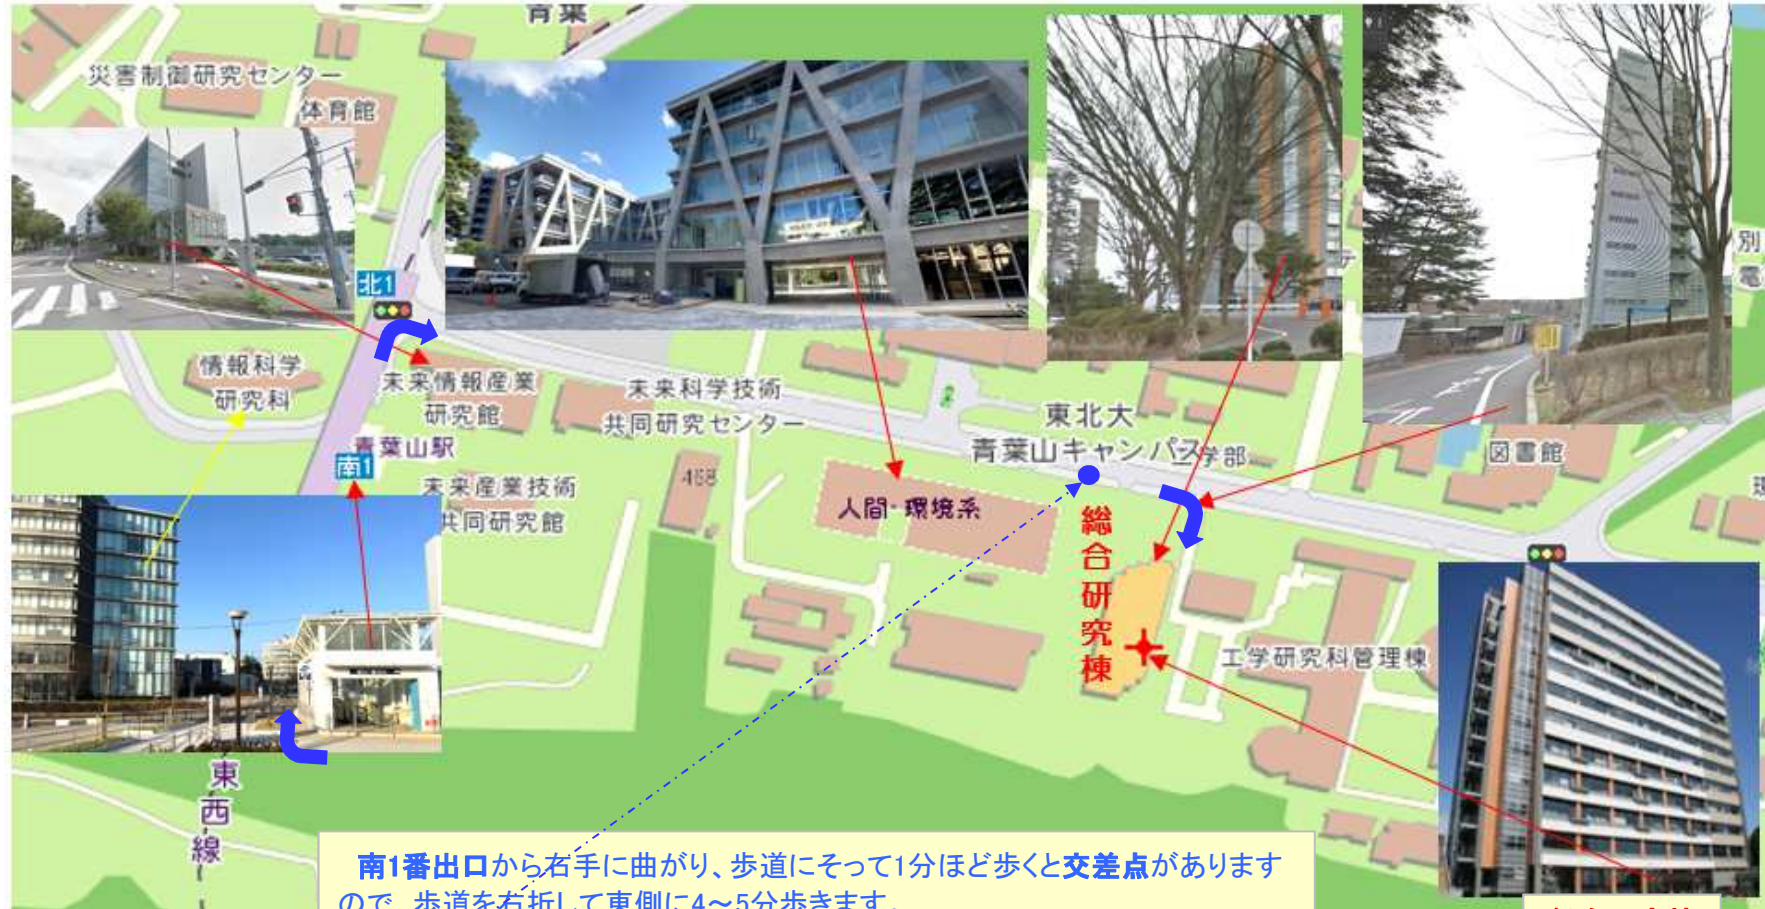 青葉
災害制御研究センター
体育館
北1
情報科学
研究科
未来情報産業
研究館
未来科学技術
共同研究センター
青葉山駅
南1
未来産業技術
共同研究館
468
人間・環境系
東北大
青葉山キャンパス
工学部
図書館
別
総合研究棟
工学研究科管理棟
東西線
南1番出口から右手に曲がり、歩道にそって1分ほど歩くと交差点があります
ので、歩道を右折して東側に4～5分歩きます。